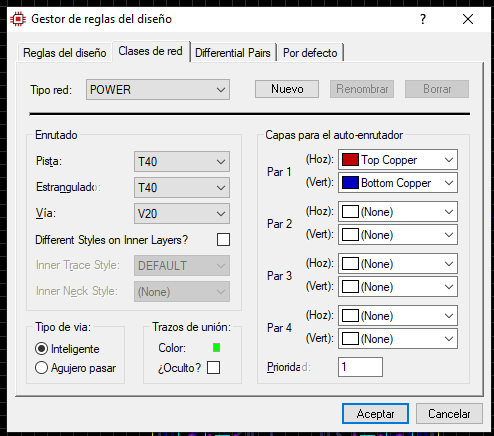 Gestor de reglas del diseño
Reglas del diseño Clases de red Differential Pairs Por defecto
Tipo red: POWER Nuevo Renombrar Borrar
Enrutado
Pista: T40
Estrangulado: T40
Vía: V20
Different Styles on Inner Layers?
Inner Trace Style: DEFAULT
Inner Neck Style: (None)
Tipo de via:
Inteligente
Agujero pasar
Trazos de unión:
Color:
¿Oculto?
Capas para el auto-enrutador
Par 1 (Hoz): Top Copper
(Vert): Bottom Copper
Par 2 (Hoz): (None)
(Vert): (None)
Par 3 (Hoz): (None)
(Vert): (None)
Par 4 (Hoz): (None)
(Vert): (None)
Prioridad: 1
Aceptar Cancelar